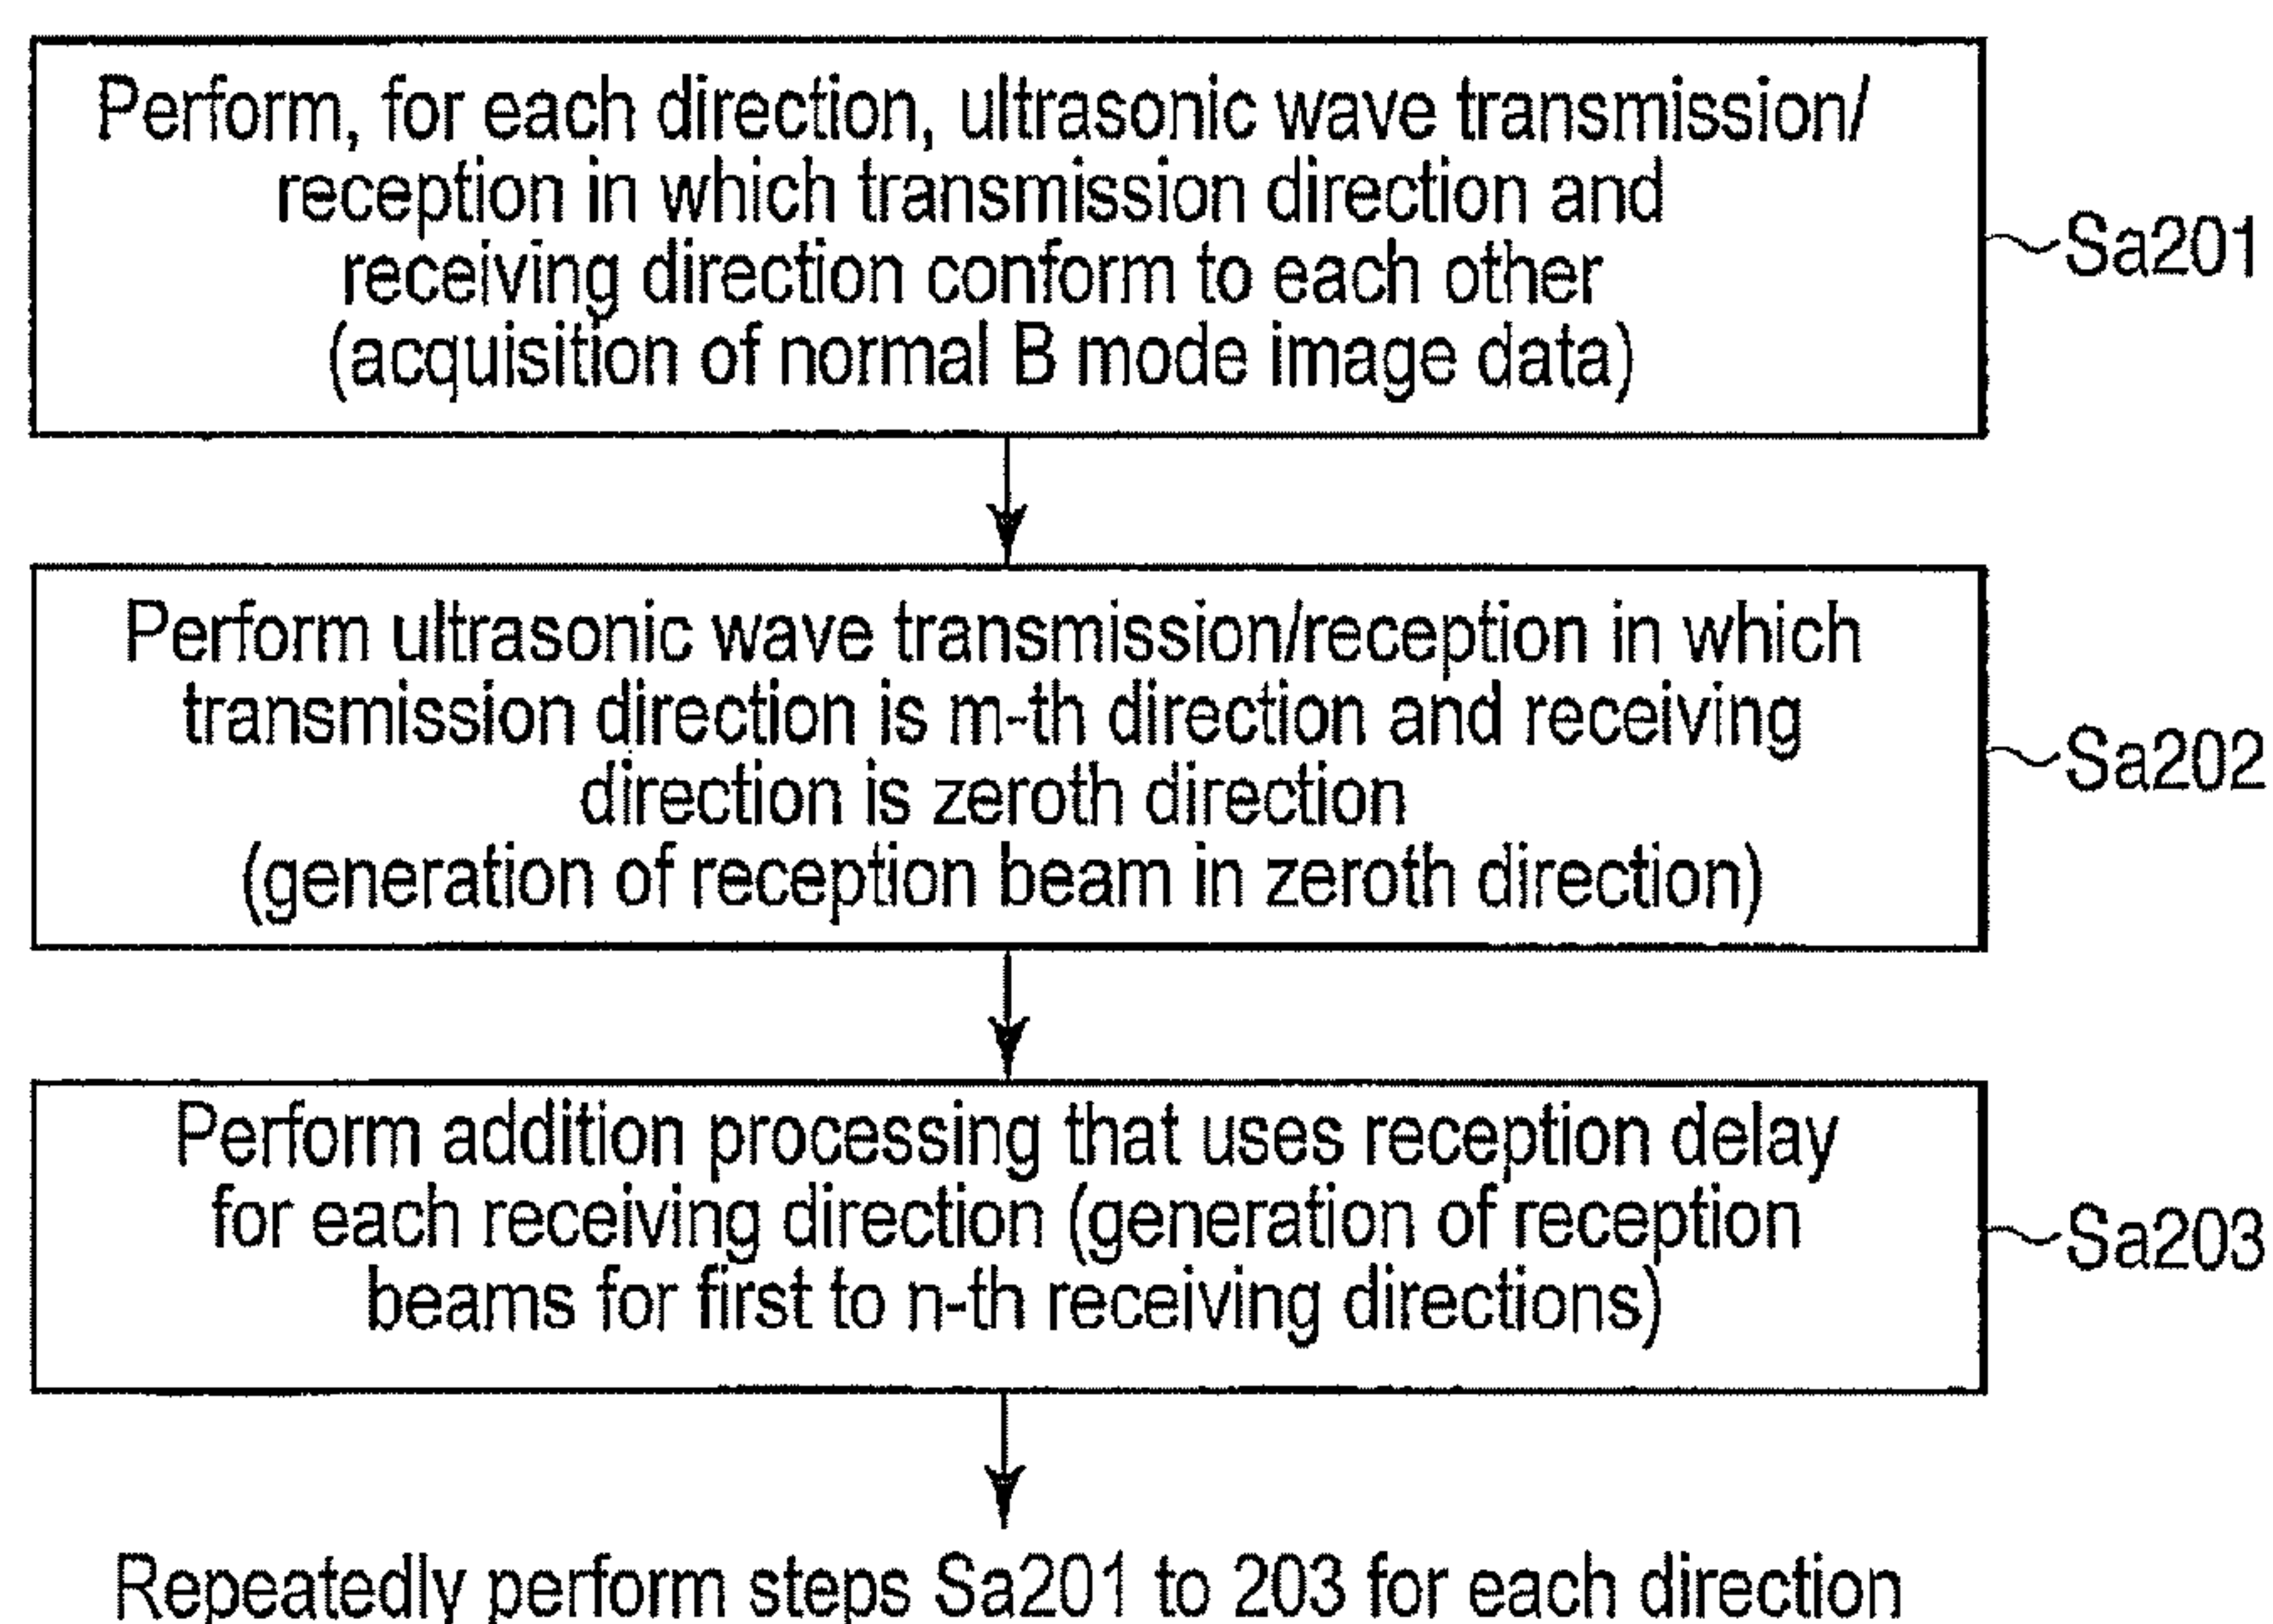 Perform, for each direction, ultrasonic wave transmission/
reception in which transmission direction and
receiving direction conform to each other
(acquisition of normal B mode image data)
Sa201
Perform ultrasonic wave transmission/reception in which
transmission direction is m-th direction and receiving
direction is zeroth direction
(generation of reception beam in zeroth direction)
Sa202
Perform addition processing that uses reception delay
for each receiving direction (generation of reception
beams for first to n-th receiving directions)
Sa203
Repeatedly perform steps Sa201 to 203 for each direction